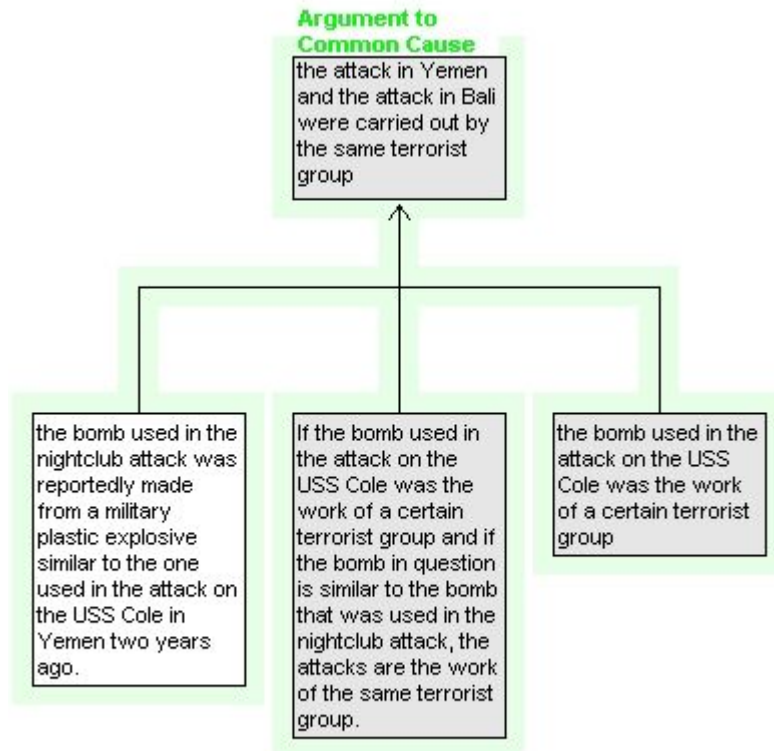 Argument to
Common Cause
the attack in Yemen
and the attack in Bali
were carried out by
the same terrorist
group
the bomb used in the
nightclub attack was
reportedly made
from a military
plastic explosive
similar to the one
used in the attack on
the USS Cole in
Yemen two years
ago.
If the bomb used in
the attack on the
USS Cole was the
work of a certain
terrorist group and if
the bomb in question
is similar to the bomb
that was used in the
nightclub attack, the
attacks are the work
of the same terrorist
group.
the bomb used in the
attack on the USS
Cole was the work
of a certain terrorist
group